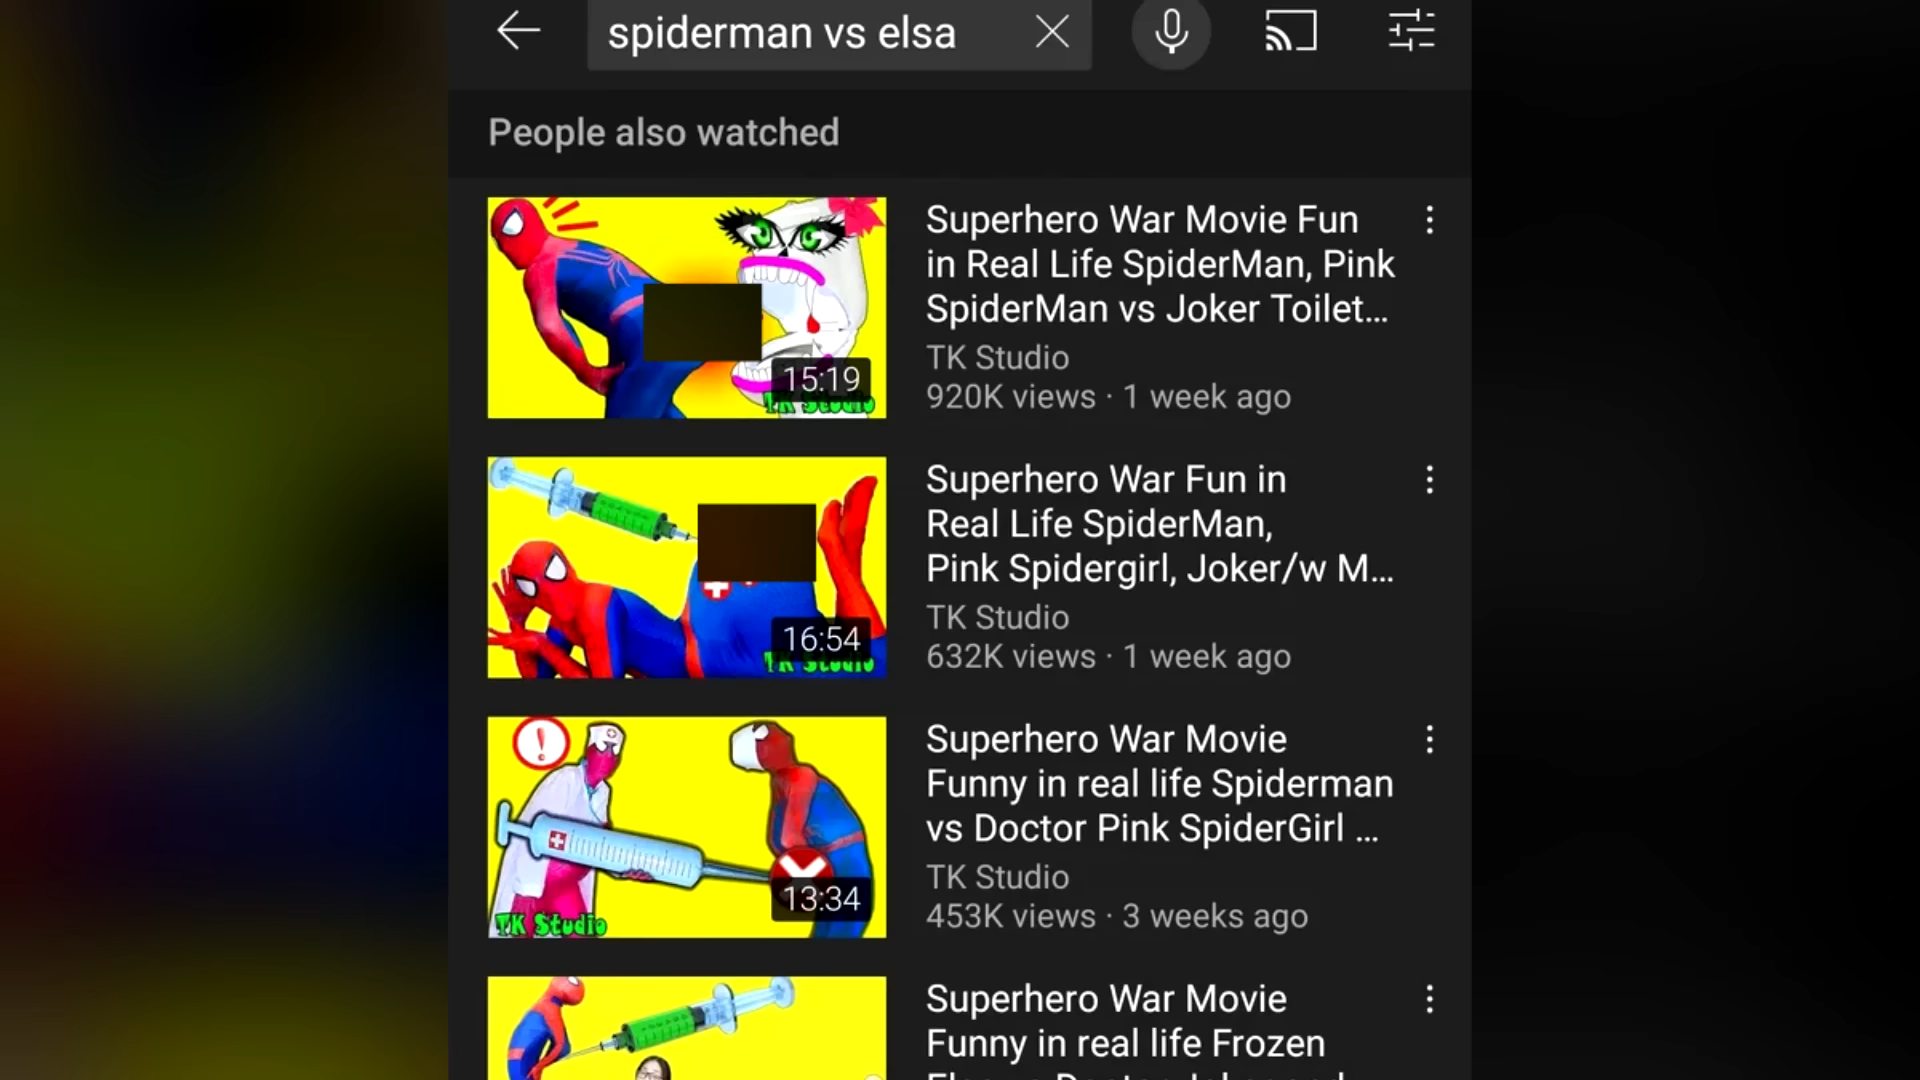 spiderman vs elsa
People also watched
Superhero War Movie Fun
in Real Life SpiderMan, Pink
SpiderMan vs Joker Toilet...
TK Studio
920K views · 1 week ago
15:19
TK Studio
Superhero War Fun in
Real Life SpiderMan,
Pink Spidergirl, Joker/w M...
TK Studio
632K views · 1 week ago
16:54
TK Studio
Superhero War Movie
Funny in real life Spiderman
vs Doctor Pink SpiderGirl ...
TK Studio
453K views · 3 weeks ago
13:34
TK Studio
Superhero War Movie
Funny in real life Frozen